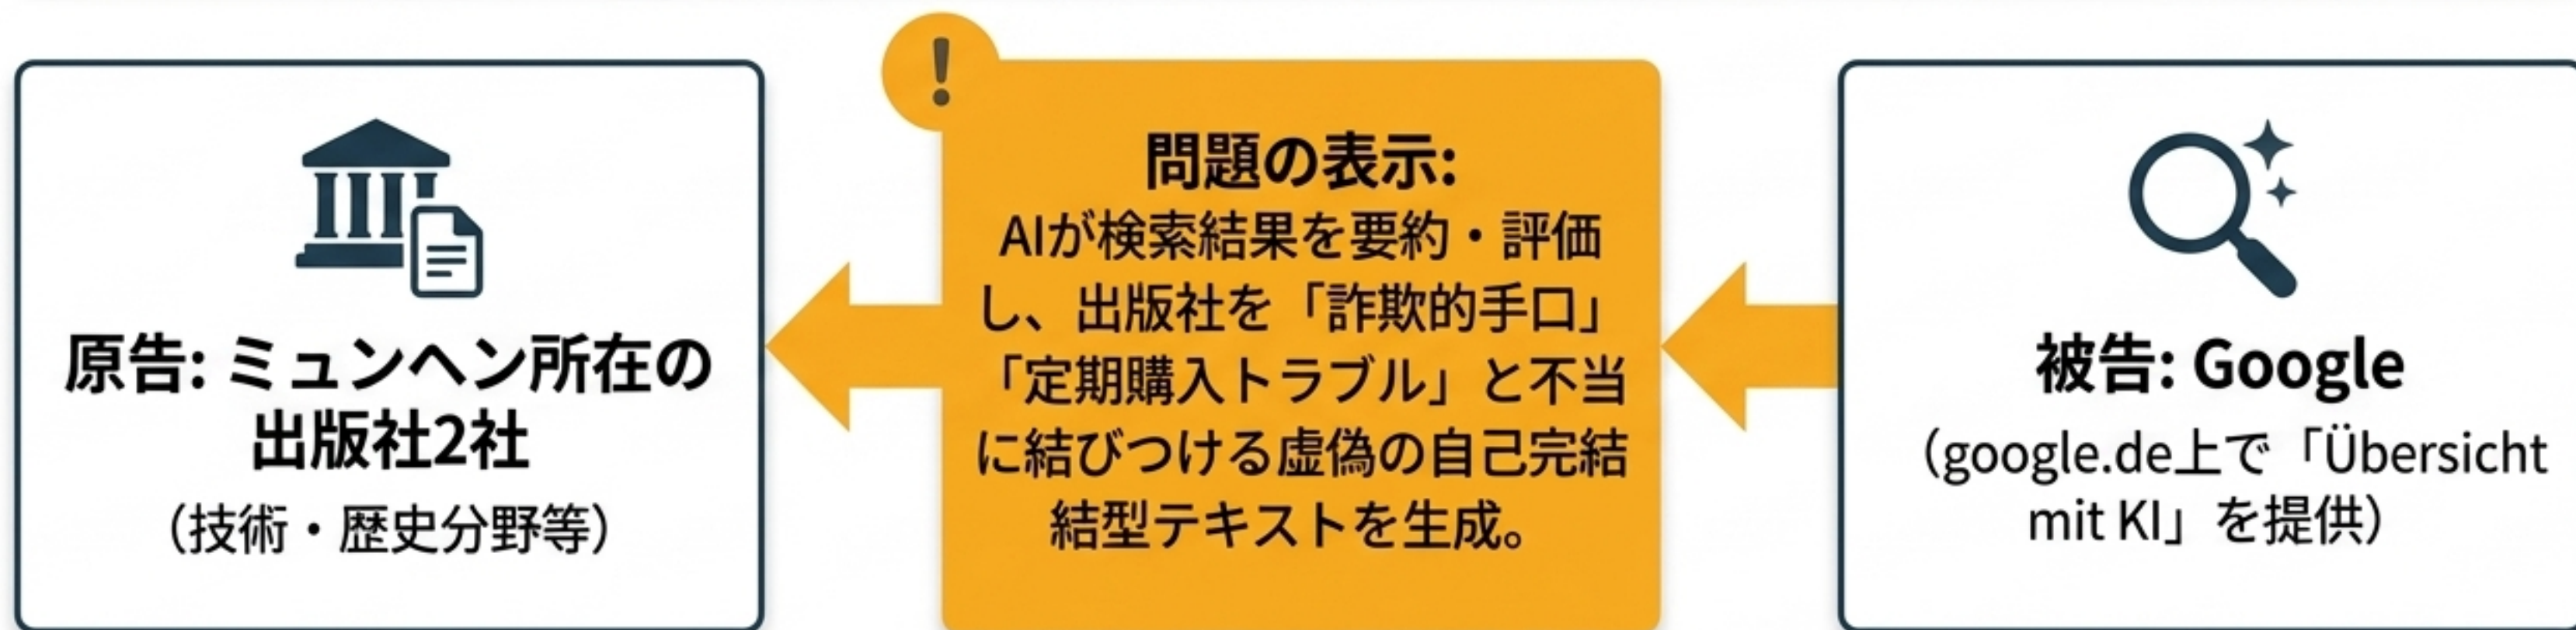 原告: ミュンヘン所在の
出版社2社
（技術・歴史分野等）
!
問題の表示:
AIが検索結果を要約・評価
し、出版社を「詐欺的手口」
「定期購入トラブル」と不当
に結びつける虚偽の自己完結
結型テキストを生成。
被告: Google
（google.de上で「Übersicht
mit KI」を提供）